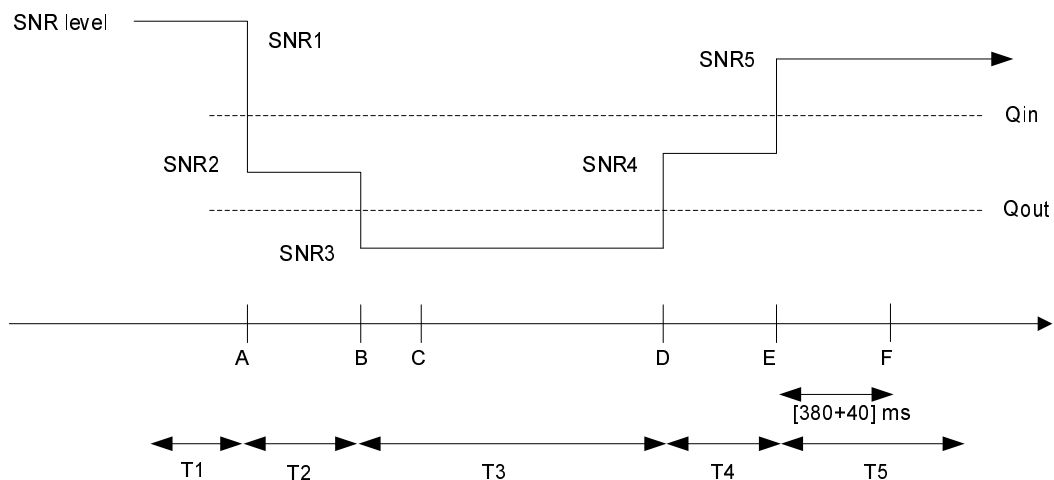 SNR level
SNR1
SNR5
Qin
SNR2
SNR4
Qout
SNR3
A
B
C
D
E
F
[380+40] ms
T1
T2
T3
T4
T5